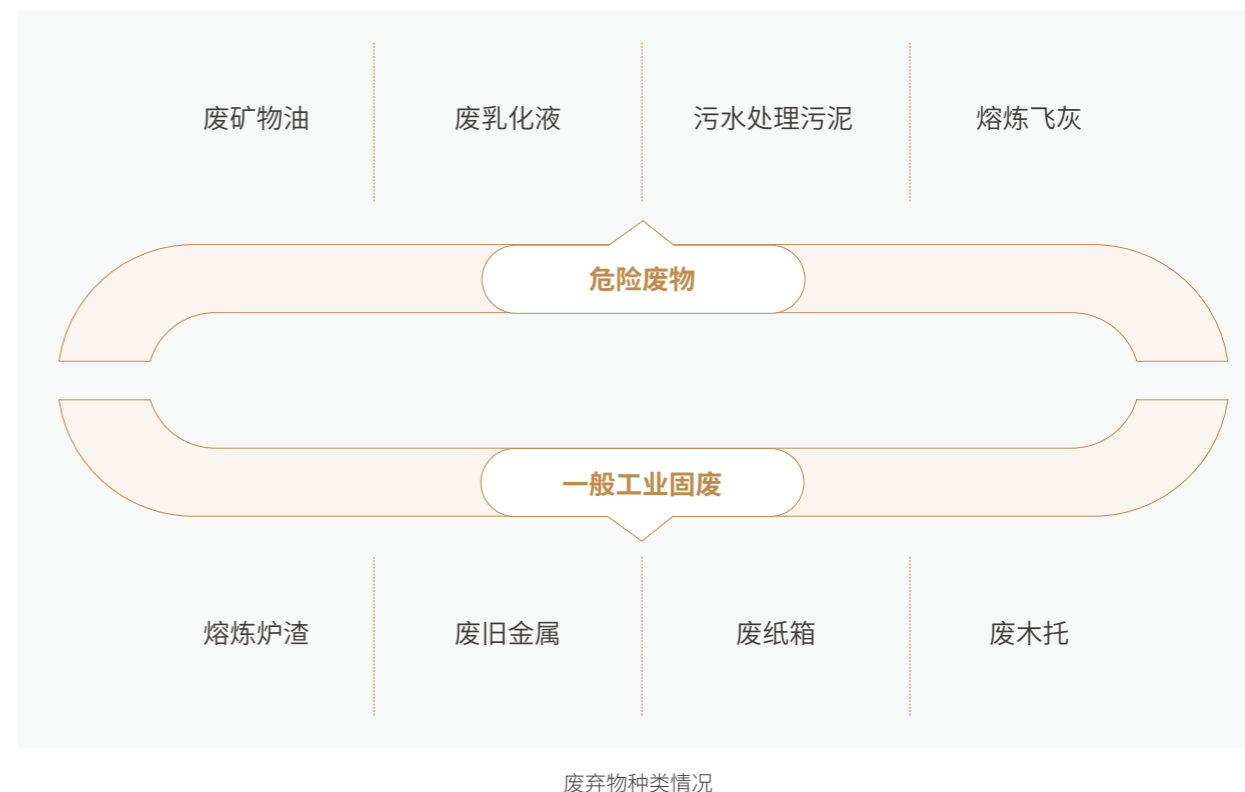 废矿物油
废乳化液
污水处理污泥
熔炼飞灰
危险废物
一般工业固废
熔炼炉渣
废旧金属
废纸箱
废木托
废弃物种类情况